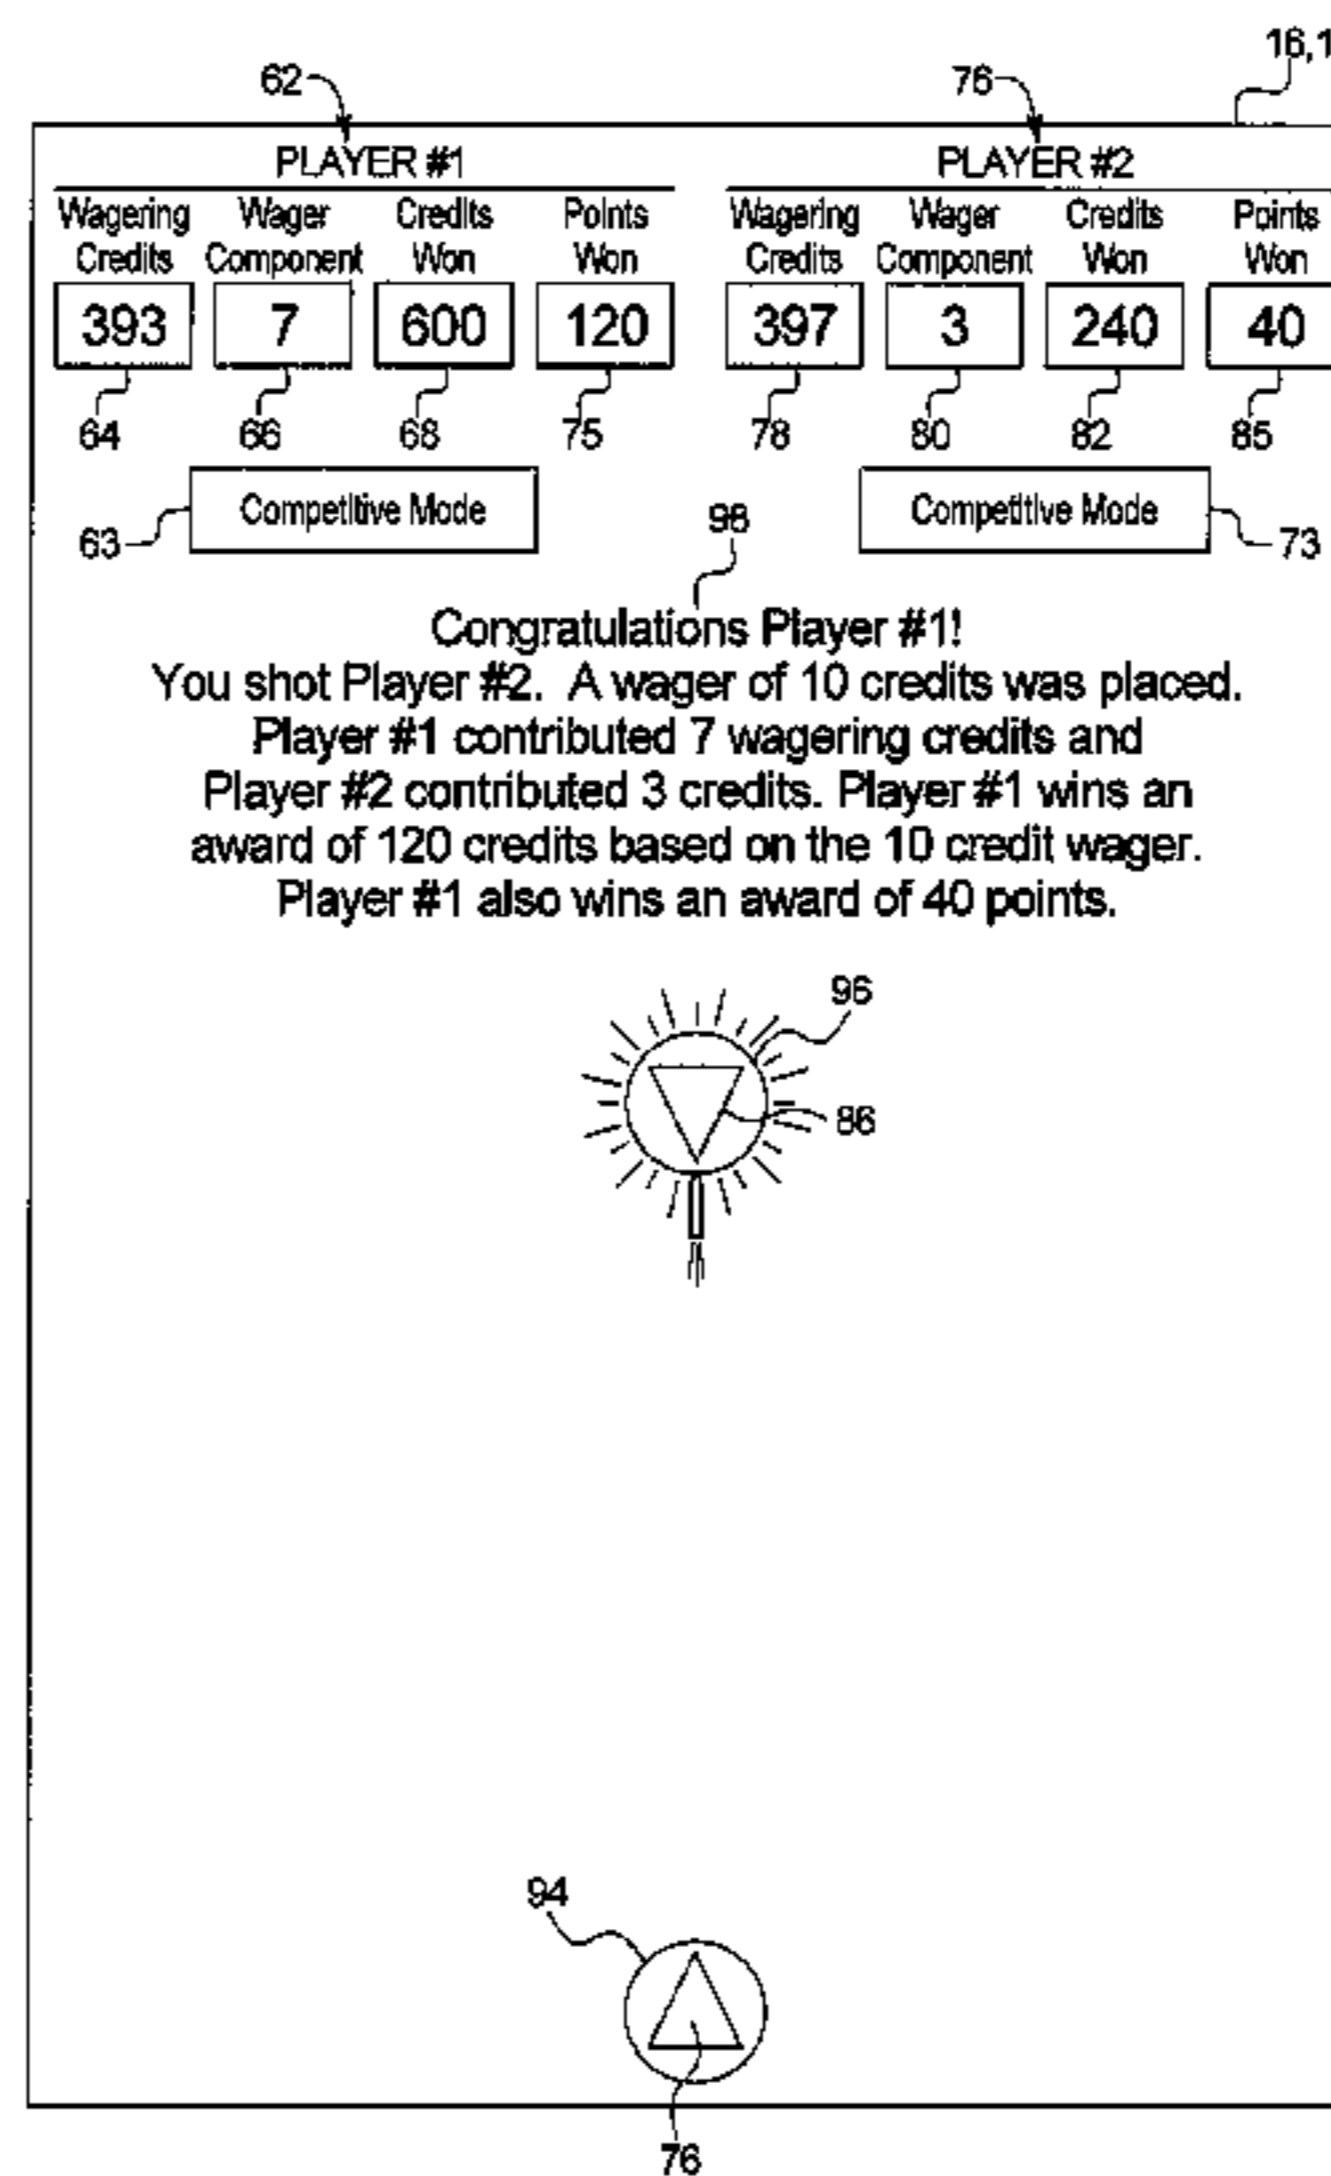 16,1
62 76
PLAYER #1 PLAYER #2
Wagering Wager Credits Points Wagering Wager Credits Points
Credits Component Won Won Credits Component Won Won
393 7 600 120 397 3 240 40
64 66 68 75 78 80 82 85
Competitive Mode Competitive Mode
63 98 73
Congratulations Player #1!
You shot Player #2. A wager of 10 credits was placed.
Player #1 contributed 7 wagering credits and
Player #2 contributed 3 credits. Player #1 wins an
award of 120 credits based on the 10 credit wager.
Player #1 also wins an award of 40 points.
96
86
94
76